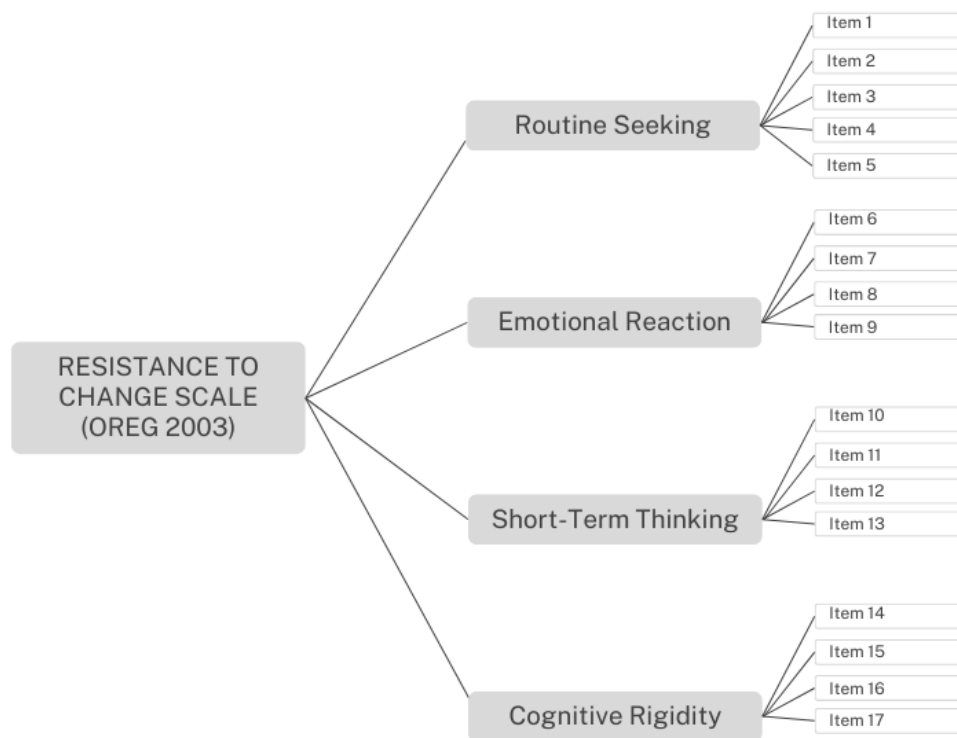 RESISTANCE TO
CHANGE SCALE
(OREG 2003)
Routine Seeking
Item 1
Item 2
Item 3
Item 4
Item 5
Emotional Reaction
Item 6
Item 7
Item 8
Item 9
Short-Term Thinking
Item 10
Item 11
Item 12
Item 13
Cognitive Rigidity
Item 14
Item 15
Item 16
Item 17